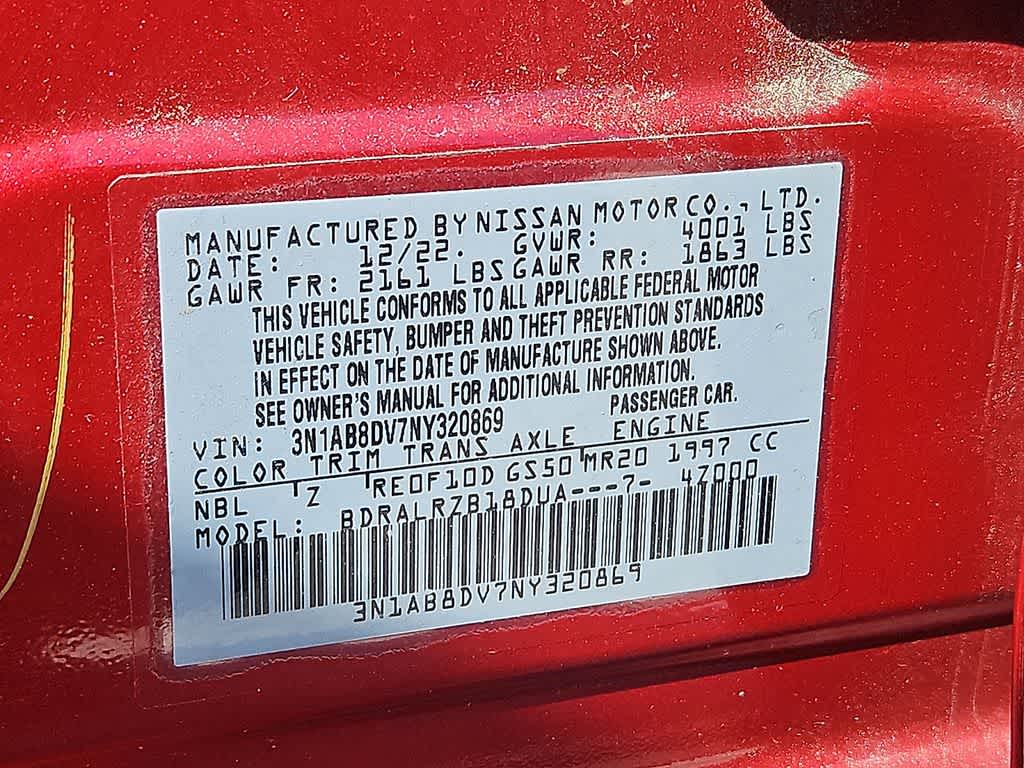 MANUFACTURED BY NISSAN MOTOR CO., LTD.
DATE: 12/22. GVWR: 4001 LBS
GAWR FR: 2161 LBS GAWR RR: 1863 LBS
THIS VEHICLE CONFORMS TO ALL APPLICABLE FEDERAL MOTOR
VEHICLE SAFETY, BUMPER AND THEFT PREVENTION STANDARDS
IN EFFECT ON THE DATE OF MANUFACTURE SHOWN ABOVE.
SEE OWNER'S MANUAL FOR ADDITIONAL INFORMATION.
VIN: 3N1AB8DV7NY320869 PASSENGER CAR.
COLOR TRIM TRANS AXLE ENGINE
NBL Z RE0F10D GS50 MR20 1997 CC
MODEL: BDRALRZB18DUA---7- 4Z000
3N1AB8DV7NY320869